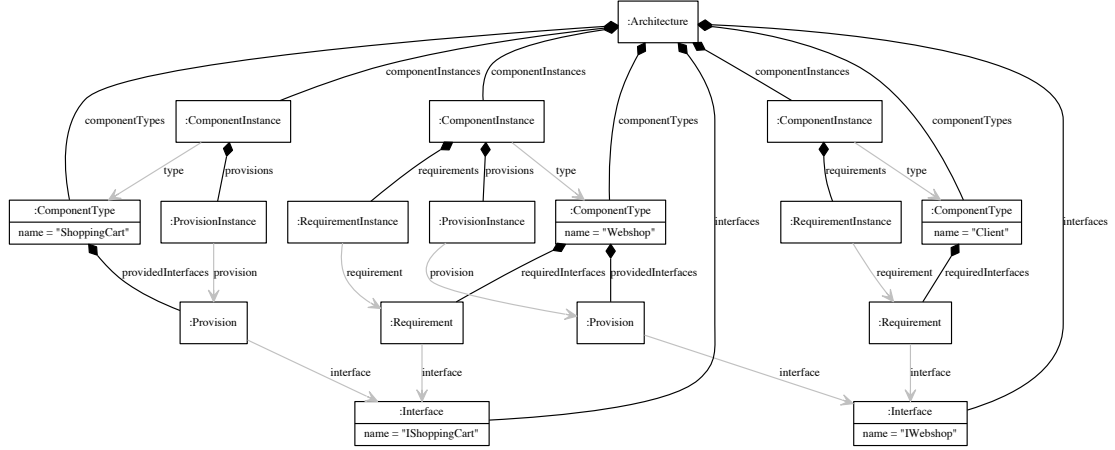 :Architecture
componentInstances
componentInstances
componentInstances
:ComponentInstance
:ComponentInstance
:ComponentInstance
componentTypes
componentTypes
componentTypes
type
provisions
requirements
provisions
type
requirements
type
interfaces
interfaces
:ComponentType
name = "ShoppingCart"
:ProvisionInstance
:RequirementInstance
:ProvisionInstance
:ComponentType
name = "Webshop"
:RequirementInstance
:ComponentType
name = "Client"
providedInterfaces
provision
requirement
provision
requiredInterfaces
providedInterfaces
requirement
requiredInterfaces
:Provision
:Requirement
:Provision
:Requirement
interface
interface
interface
interface
:Interface
name = "IShoppingCart"
:Interface
name = "IWebshop"